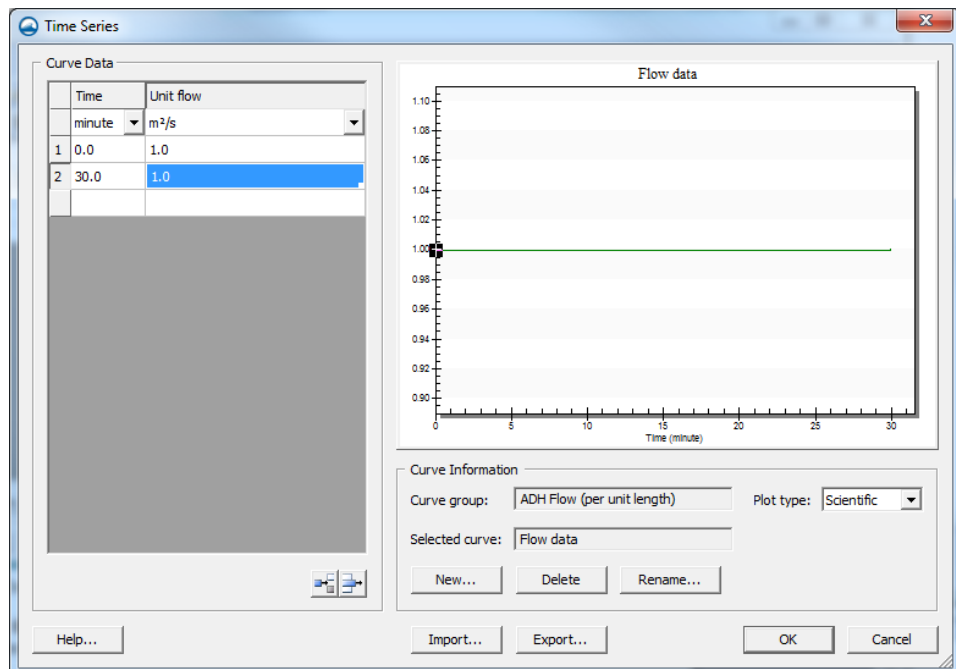 Time Series
Curve Data
Time Unit flow
minute m²/s
1 0.0 1.0
2 30.0 1.0
Flow data
1.10
1.08
1.06
1.04
1.02
1.00
0.98
0.96
0.94
0.92
0.90
0 5 10 15 20 25 30
Time (minute)
Curve Information
Curve group: ADH Flow (per unit length) Plot type: Scientific
Selected curve: Flow data
New... Delete Rename...
Help... Import... Export... OK Cancel